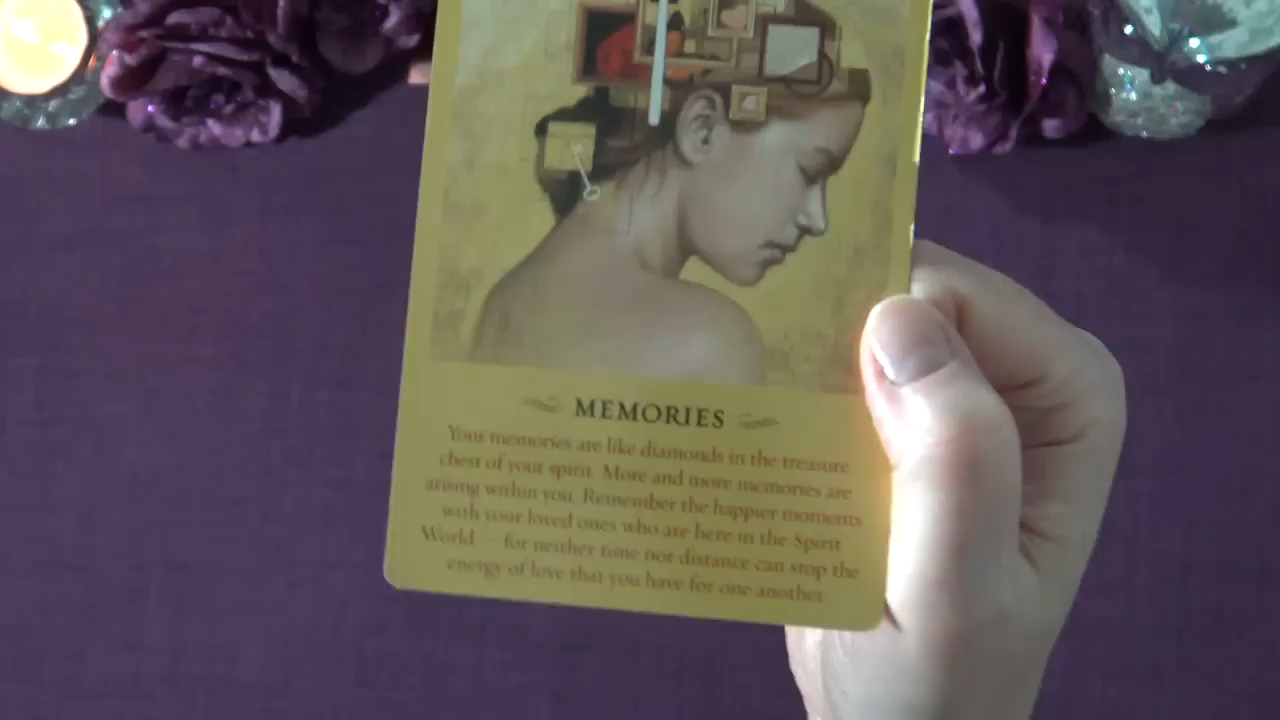 MEMORIES
Your memories are like diamonds in the treasure
chest of your spirit. More and more memories are
arising within you. Remember the happier moments
with your loved ones who are here in the Spirit
World — for neither time nor distance can stop the
energy of love that you have for one another.